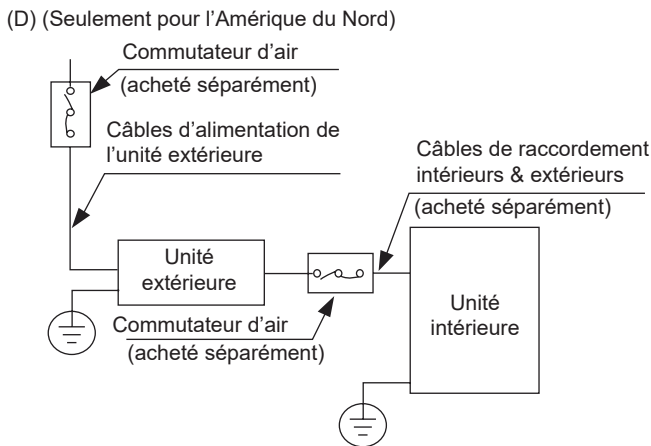 (D) (Seulement pour l’Amérique du Nord)
Commutateur d’air
(acheté séparément)
Câbles d’alimentation de
l’unité extérieure
Câbles de raccordement
intérieurs & extérieurs
(acheté séparément)
Unité
extérieure
Commutateur d’air
(acheté séparément)
Unité
intérieure